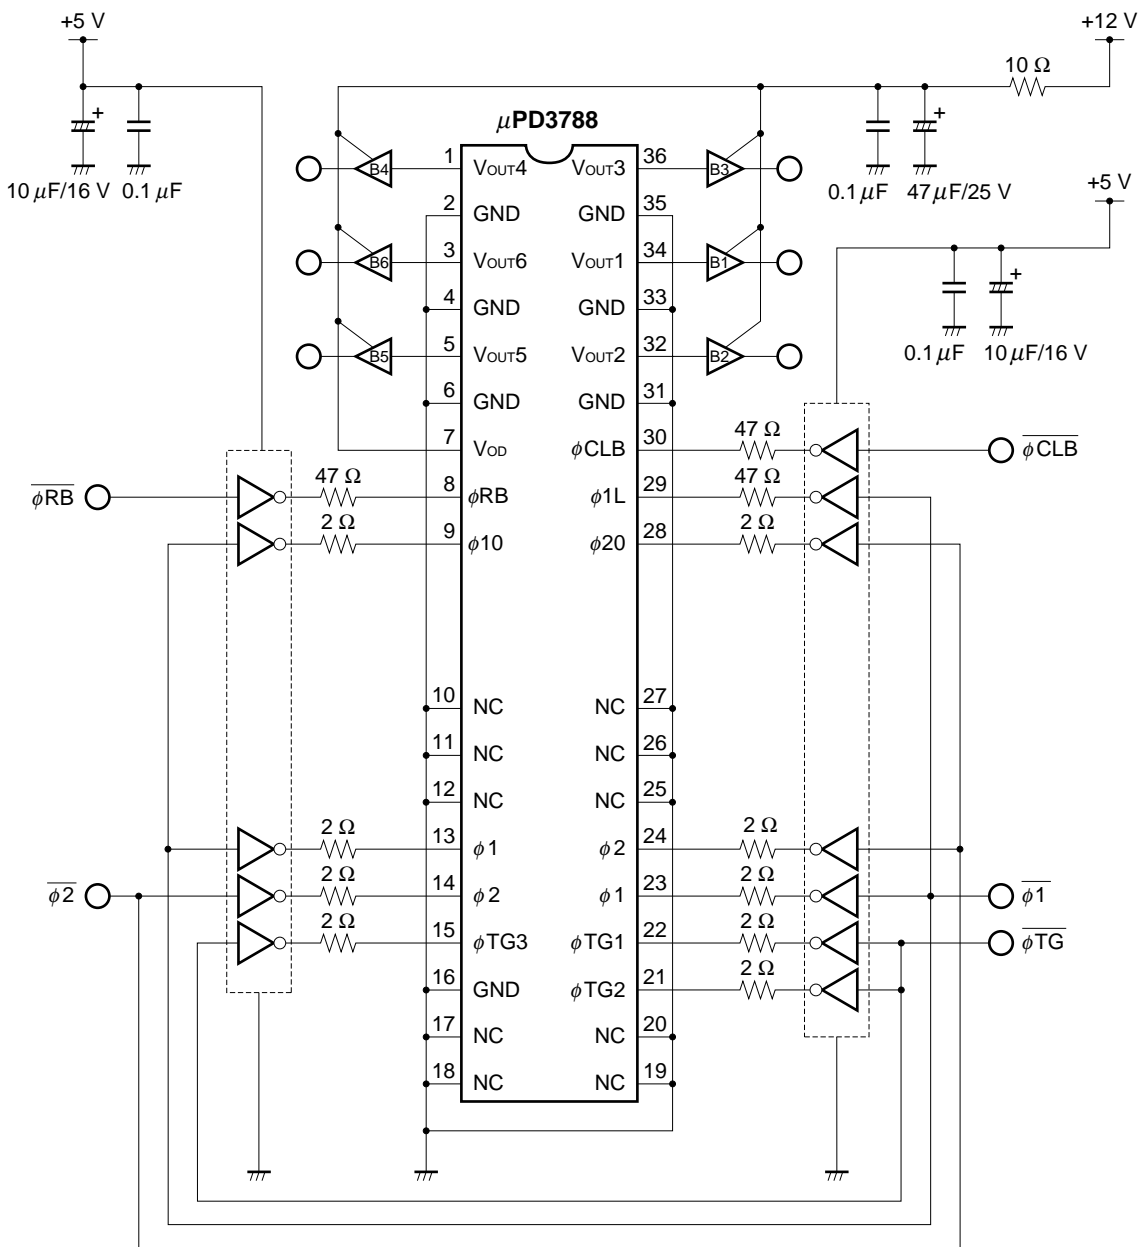 +5 V
+12 V
10 Ω
+
10 μF/16 V
0.1 μF
μPD3788
+
0.1 μF
47 μF/25 V
+5 V
+
0.1 μF
10 μF/16 V
B4
1
VOUT4
VOUT3
36
B3
2
GND
GND
35
B6
3
VOUT6
VOUT1
34
B1
4
GND
GND
33
B5
5
VOUT5
VOUT2
32
B2
6
GND
GND
31
7
VOD
φCLB
30
47 Ω
φCLB
φRB
47 Ω
8
φRB
φ1L
29
47 Ω
2 Ω
9
φ10
φ20
28
2 Ω
10
NC
NC
27
11
NC
NC
26
12
NC
NC
25
2 Ω
13
φ1
φ2
24
2 Ω
φ2
2 Ω
14
φ2
φ1
23
2 Ω
φ1
2 Ω
15
φTG3
φTG1
22
2 Ω
φTG
16
GND
φTG2
21
2 Ω
17
NC
NC
20
18
NC
NC
19